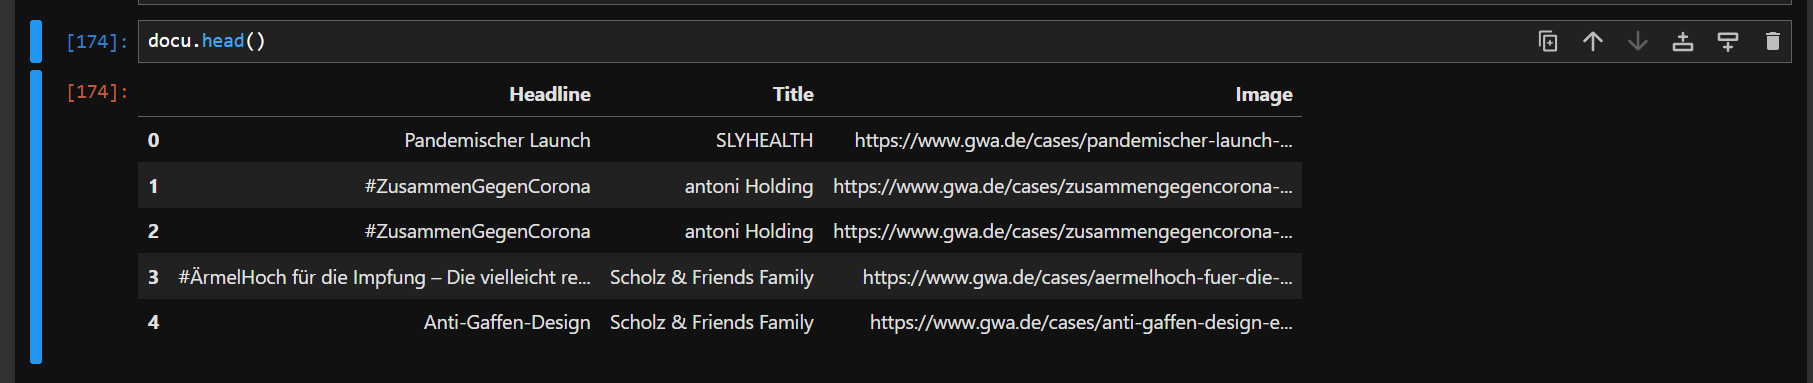 [174]: docu.head()
[174]: Headline Title Image
0 Pandemischer Launch SLYHEALTH https://www.gwa.de/cases/pandemischer-launch-...
1 #ZusammenGegenCorona antoni Holding https://www.gwa.de/cases/zusammengegencorona-...
2 #ZusammenGegenCorona antoni Holding https://www.gwa.de/cases/zusammengegencorona-...
3 #ÄrmelHoch für die Impfung – Die vielleicht re... Scholz & Friends Family https://www.gwa.de/cases/aermelhoch-fuer-die-...
4 Anti-Gaffen-Design Scholz & Friends Family https://www.gwa.de/cases/anti-gaffen-design-e...